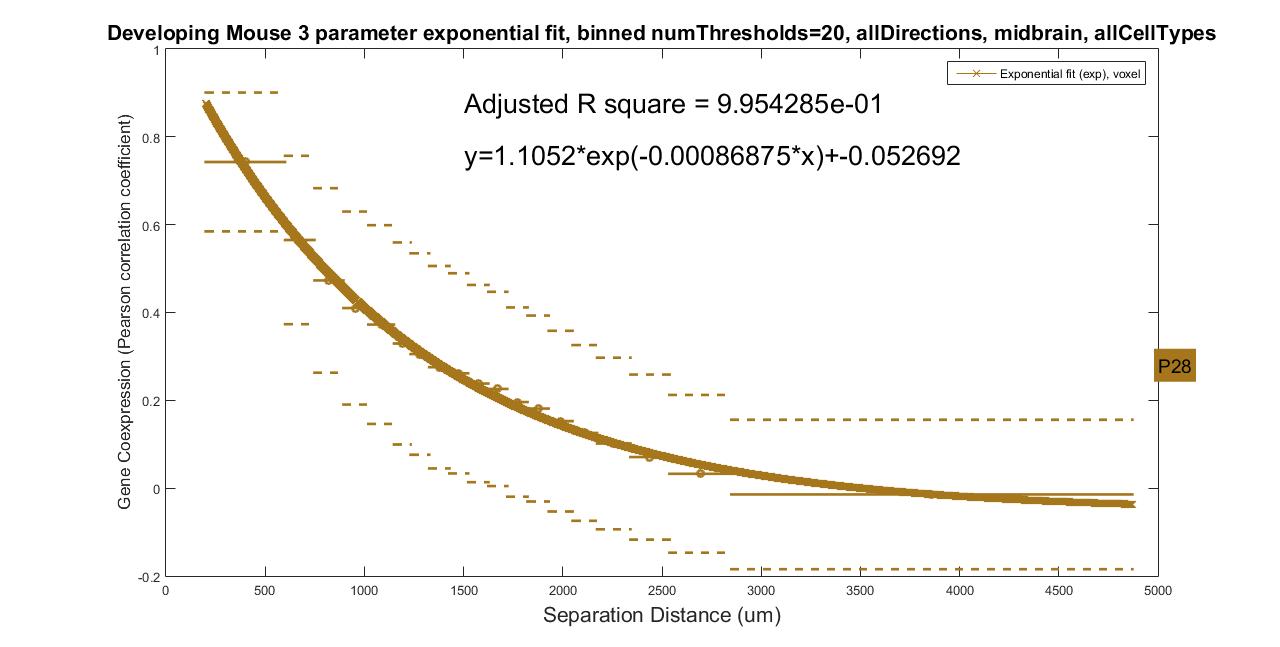 Developing Mouse 3 parameter exponential fit, binned numThresholds=20, allDirections, midbrain, allCellTypes
1
0.8
0.6
0.4
0.2
0
-0.2
Gene Coexpression (Pearson correlation coefficient)
Exponential fit (exp), voxel
Adjusted R square = 9.954285e-01
y=1.1052*exp(-0.00086875*x)+-0.052692
P28
0 500 1000 1500 2000 2500 3000 3500 4000 4500 5000
Separation Distance (um)